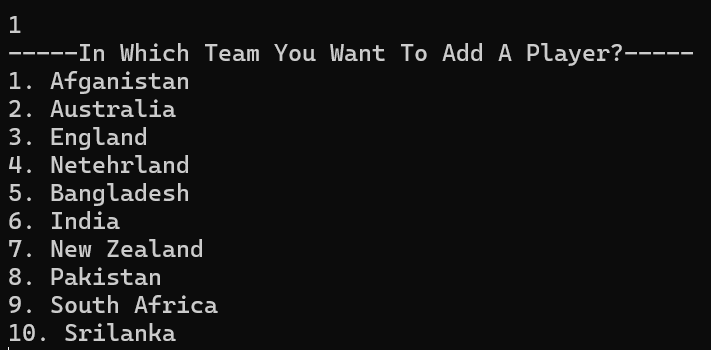 1
-----In Which Team You Want To Add A Player?-----
1. Afganistan
2. Australia
3. England
4. Netehrland
5. Bangladesh
6. India
7. New Zealand
8. Pakistan
9. South Africa
10. Srilanka